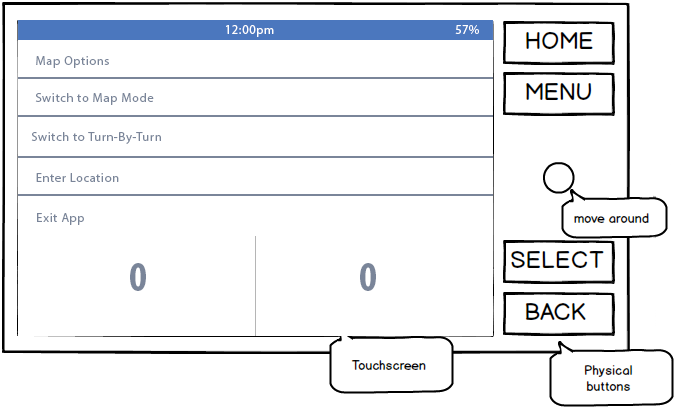 12:00pm 57%
Map Options
Switch to Map Mode
Switch to Turn-By-Turn
Enter Location
Exit App
0 0
HOME
MENU
move around
SELECT
BACK
Touchscreen
Physical
buttons